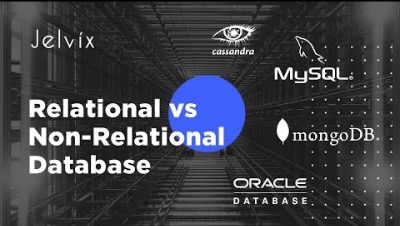 Jelvix
cassandra
MySQL®
Relational vs
Non-Relational
Database
mongoDB.
ORACLE
DATABASE